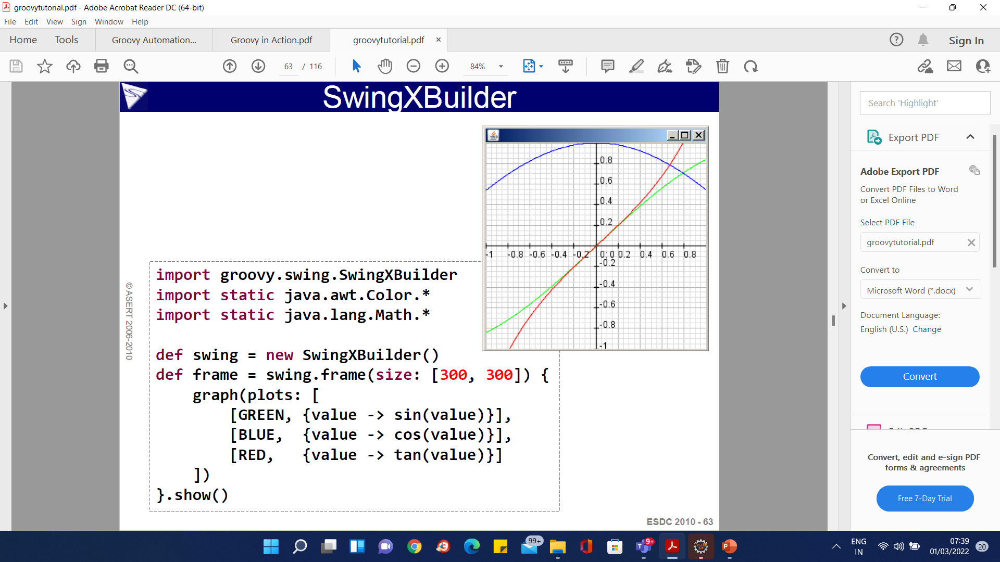 groovytutorial.pdf - Adobe Acrobat Reader DC (64-bit)
File Edit View Sign Window Help
Home Tools Groovy Automation... Groovy in Action.pdf groovytutorial.pdf × Sign In
63 / 116 84%
SwingXBuilder
0.8
0.6
0.4
0.2
-1 -0.8 -0.6 -0.4 -0.2 0; 0 0.2 0.4 0.6 0.8
-0.2
-0.4
-0.6
-0.8
-1
© ASERT 2006-2010
import groovy.swing.SwingXBuilder
import static java.awt.Color.*
import static java.lang.Math.*
def swing = new SwingXBuilder()
def frame = swing.frame(size: [300, 300]) {
graph(plots: [
[GREEN, {value -> sin(value)}],
[BLUE, {value -> cos(value)}],
[RED, {value -> tan(value)}]
])
}.show()
ESDC 2010 - 63
Search 'Highlight'
Export PDF
Adobe Export PDF
Convert PDF Files to Word
or Excel Online
Select PDF File
groovytutorial.pdf
Convert to
Microsoft Word (*.docx)
Document Language:
English (U.S.) Change
Convert
Convert, edit and e-sign PDF
forms & agreements
Free 7-Day Trial
99+
9+
ENG
IN
07:39
01/03/2022
20